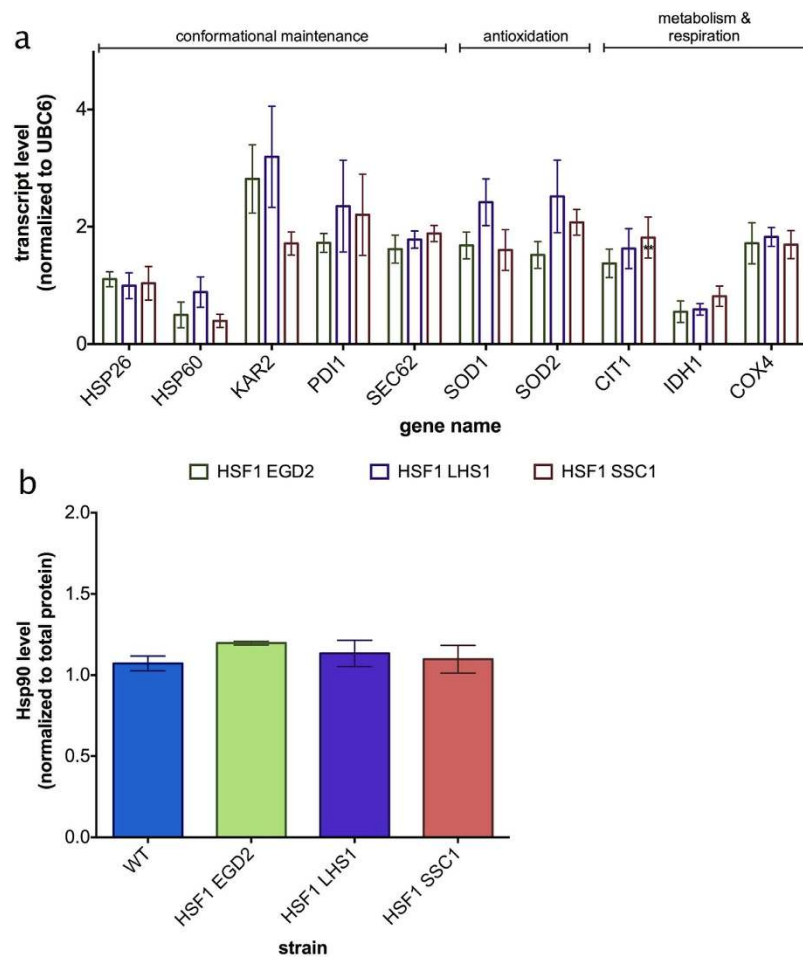 a
conformational maintenance
antioxidation
metabolism &
respiration
transcript level
(normalized to UBC6)
4
2
0
HSP26
HSP60
KAR2
PDI1
SEC62
SOD1
SOD2
CIT1
IDH1
COX4
**
gene name
HSF1 EGD2
HSF1 LHS1
HSF1 SSC1
b
Hsp90 level
(normalized to total protein)
2.0
1.5
1.0
0.5
0.0
WT
HSF1 EGD2
HSF1 LHS1
HSF1 SSC1
strain